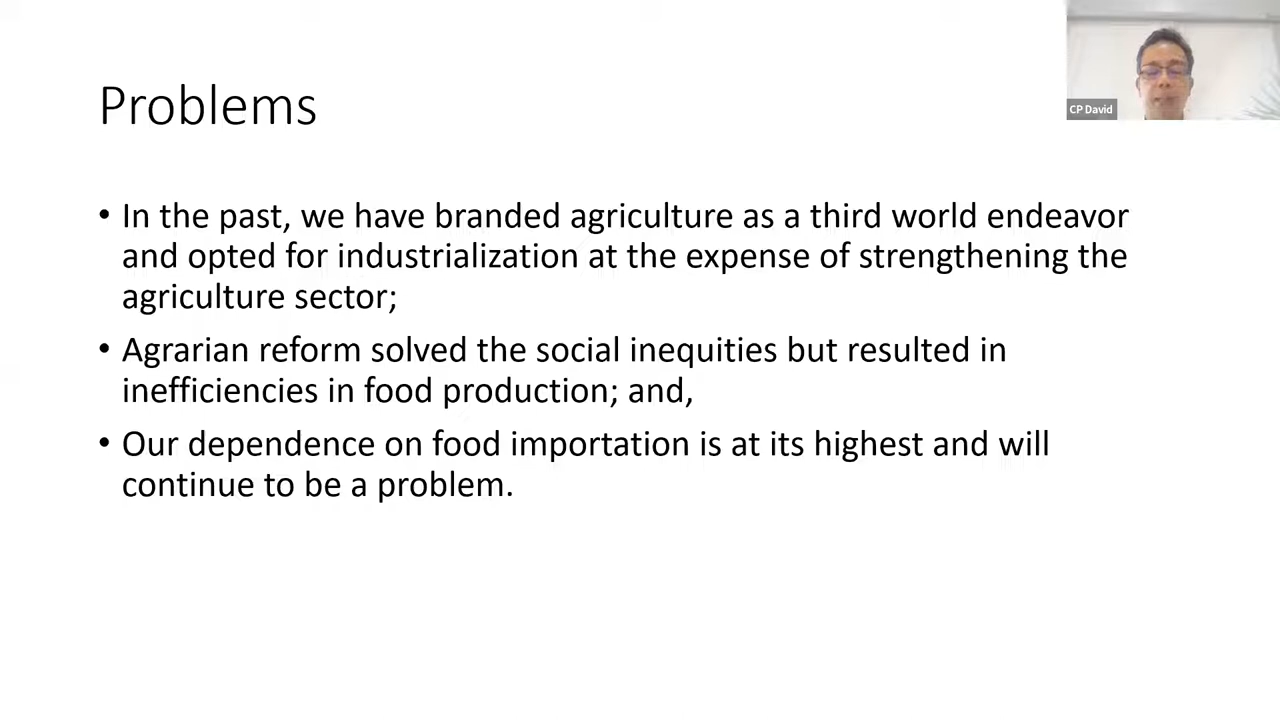 Problems
CP David
• In the past, we have branded agriculture as a third world endeavor
and opted for industrialization at the expense of strengthening the
agriculture sector;
• Agrarian reform solved the social inequities but resulted in
inefficiencies in food production; and,
• Our dependence on food importation is at its highest and will
continue to be a problem.